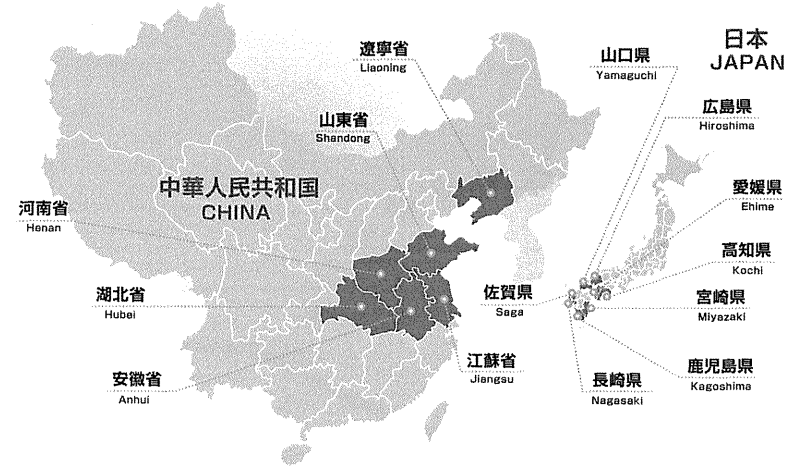 日本
JAPAN
遼寧省
Liaoning
山口県
Yamaguchi
広島県
Hiroshima
山東省
Shandong
中華人民共和国
CHINA
愛媛県
Ehime
河南省
Henan
高知県
Kochi
湖北省
Hubei
佐賀県
Saga
宮崎県
Miyazaki
江蘇省
Jiangsu
安徽省
Anhui
長崎県
Nagasaki
鹿児島県
Kagoshima